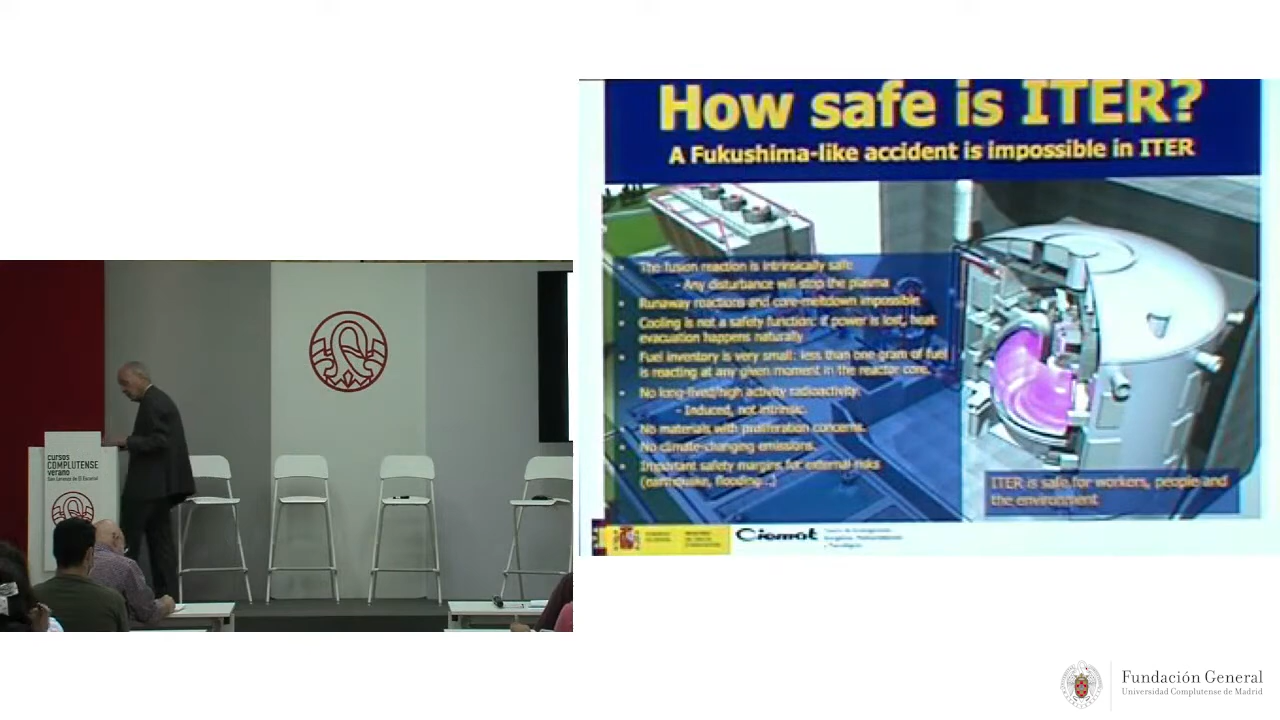 How safe is ITER?
A Fukushima-like accident is impossible in ITER
• The fusion reaction is intrinsically safe:
- Any disturbance will stop the plasma
• Runaway reactions and core-meltdown impossible
• Cooling is not a safety function: if power is lost, heat
evacuation happens naturally
• Fuel inventory is very small: less than one gram of fuel
is reacting at any given moment in the reactor core.
• No long-lived/high activity radioactivity:
- Induced, not intrinsic.
• No materials with proliferation concerns.
• No climate-changing emissions.
• Important safety margins for external risks
(earthquake, flooding...)
ITER is safe for workers, people and
the environment
Ciemat
cursos
COMPLUTENSE
verano
San Lorenzo de El Escorial
Fundación General
Universidad Complutense de Madrid